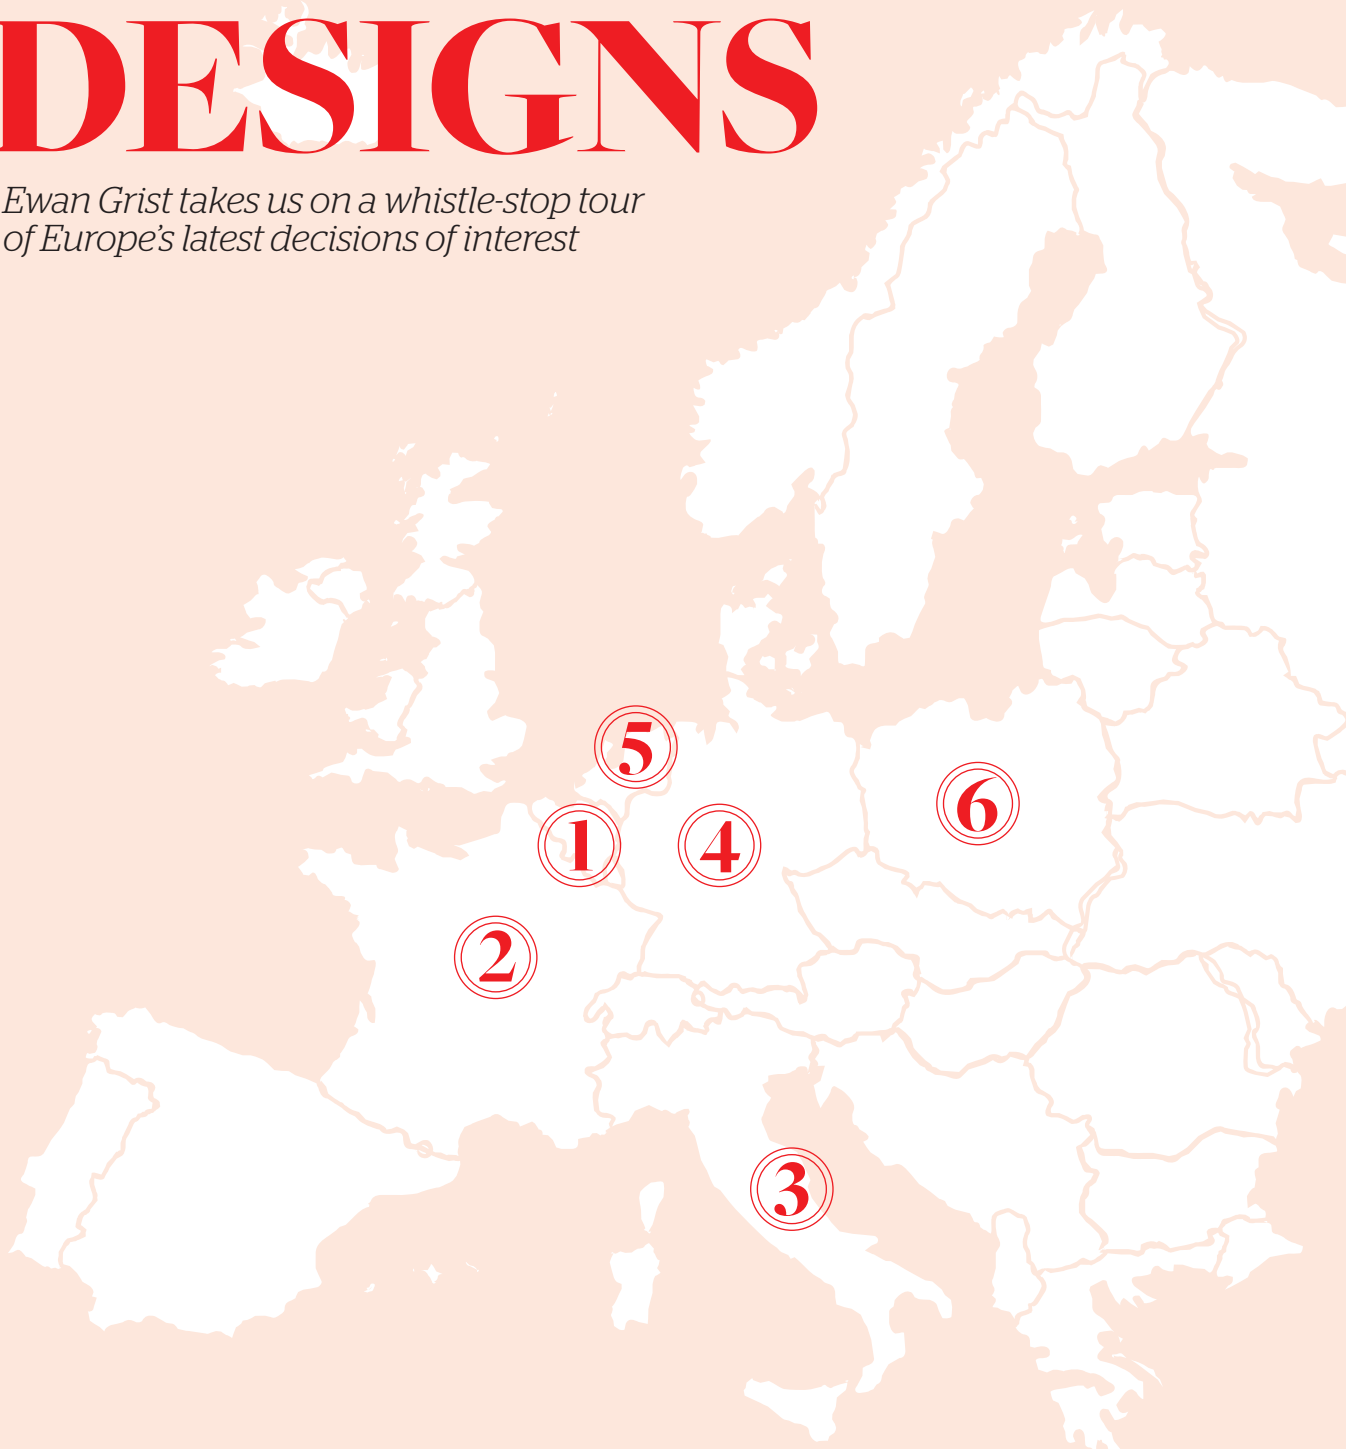 DESIGNS
Ewan Grist takes us on a whistle-stop tour
of Europe’s latest decisions of interest
5
1
4
6
2
3